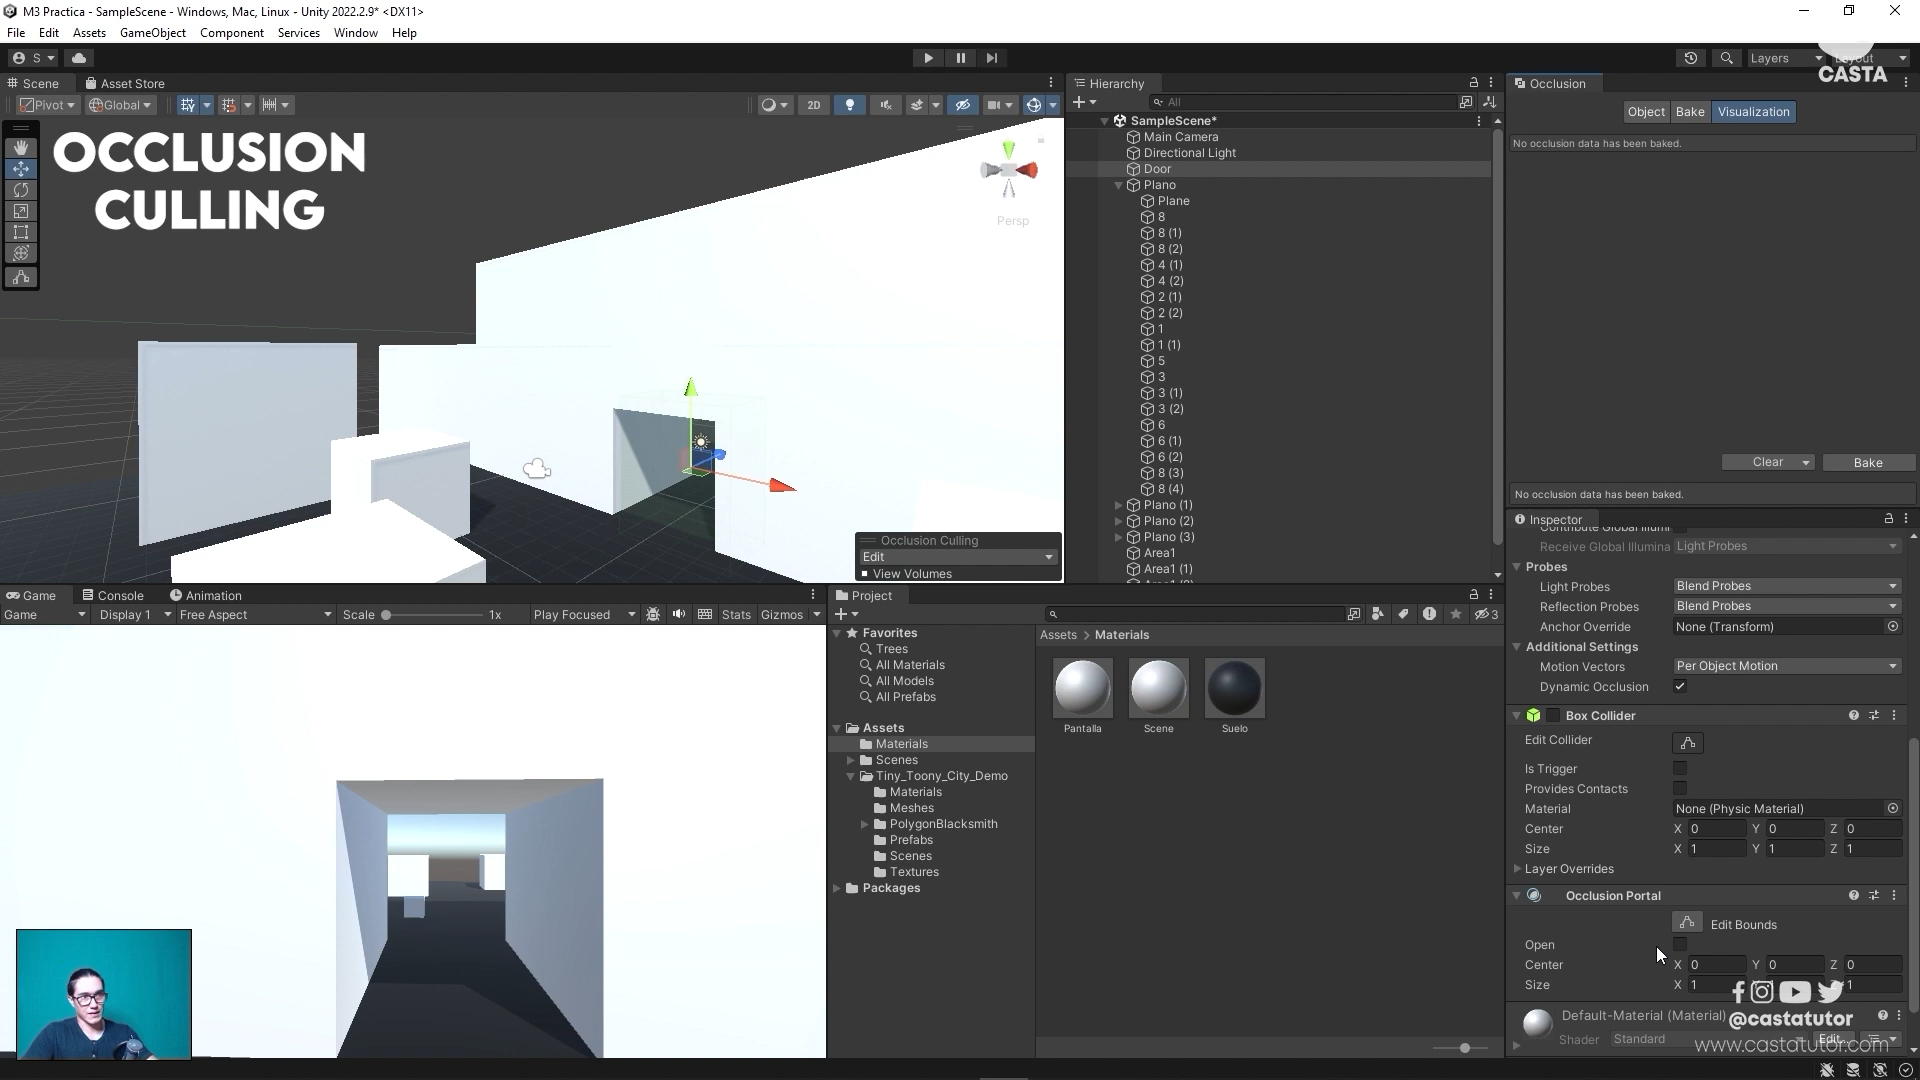 M3 Practica - SampleScene - Windows, Mac, Linux - Unity 2022.2.9* <DX11>
File Edit Assets GameObject Component Services Window Help
S
Layers
CASTA
Scene Asset Store
Pivot Global 2D
OCCLUSION
CULLING
Persp
Occlusion Culling
Edit
View Volumes
Hierarchy
All
SampleScene*
Main Camera
Directional Light
Door
Plano
Plane
8
8 (1)
8 (2)
4 (1)
4 (2)
2 (1)
2 (2)
1
1 (1)
5
3
3 (1)
3 (2)
6
6 (1)
6 (2)
8 (3)
8 (4)
Plano (1)
Plano (2)
Plano (3)
Area1
Area1 (1)
Occlusion
Object Bake Visualization
No occlusion data has been baked.
Clear Bake
No occlusion data has been baked.
Inspector
Receive Global Illumina Light Probes
Probes
Light Probes Blend Probes
Reflection Probes Blend Probes
Anchor Override None (Transform)
Additional Settings
Motion Vectors Per Object Motion
Dynamic Occlusion
Box Collider
Edit Collider
Is Trigger
Provides Contacts
Material None (Physic Material)
Center X 0 Y 0 Z 0
Size X 1 Y 1 Z 1
Layer Overrides
Occlusion Portal
Edit Bounds
Open
Center X 0 Y 0 Z 0
Size X 1 1
Default-Material (Material)
@castatutor
Shader Standard Edit...
www.castatutor.com
Game Console Animation
Game Display 1 Free Aspect Scale 1x Play Focused Stats Gizmos
Project
3
Favorites
Trees
All Materials
All Models
All Prefabs
Assets
Materials
Scenes
Tiny_Toony_City_Demo
Materials
Meshes
PolygonBlacksmith
Prefabs
Scenes
Textures
Packages
Assets > Materials
Pantalla Scene Suelo